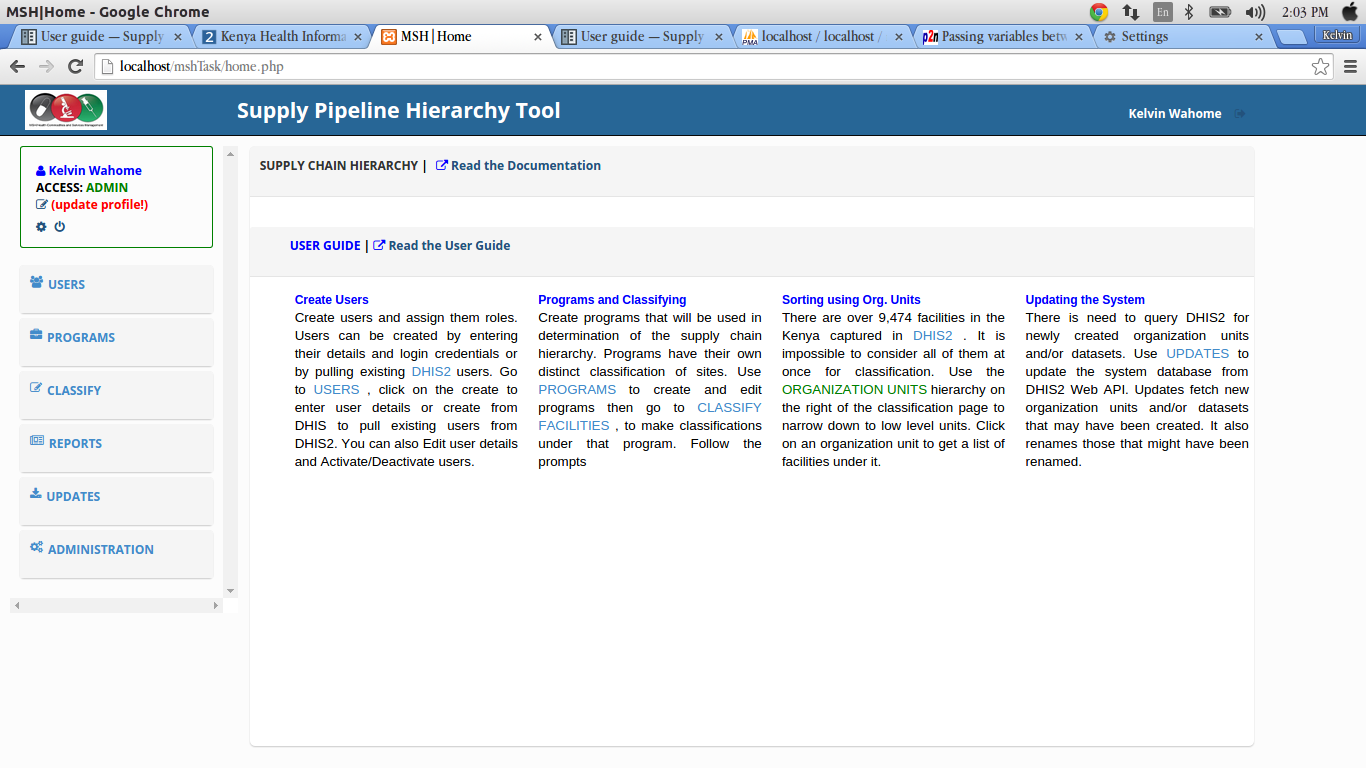 MSH|Home - Google Chrome
En
2:03 PM
User guide — Supply
Kenya Health Informa
MSH|Home
User guide — Supply
PMA
localhost / localhost /
p2n
Passing variables betw
Settings
Kelvin
localhost/mshTask/home.php
Supply Pipeline Hierarchy Tool
Kelvin Wahome
Kelvin Wahome
ACCESS: ADMIN
(update profile!)
USERS
PROGRAMS
CLASSIFY
REPORTS
UPDATES
ADMINISTRATION
SUPPLY CHAIN HIERARCHY | Read the Documentation
USER GUIDE | Read the User Guide
Create Users
Create users and assign them roles.
Users can be created by entering
their details and login credentials or
by pulling existing DHIS2 users. Go
to USERS , click on the create to
enter user details or create from
DHIS to pull existing users from
DHIS2. You can also Edit user details
and Activate/Deactivate users.
Programs and Classifying
Create programs that will be used in
determination of the supply chain
hierarchy. Programs have their own
distinct classification of sites. Use
PROGRAMS to create and edit
programs then go to CLASSIFY
FACILITIES , to make classifications
under that program. Follow the
prompts
Sorting using Org. Units
There are over 9,474 facilities in the
Kenya captured in DHIS2 . It is
impossible to consider all of them at
once for classification. Use the
ORGANIZATION UNITS hierarchy on
the right of the classification page to
narrow down to low level units. Click
on an organization unit to get a list of
facilities under it.
Updating the System
There is need to query DHIS2 for
newly created organization units
and/or datasets. Use UPDATES to
update the system database from
DHIS2 Web API. Updates fetch new
organization units and/or datasets
that may have been created. It also
renames those that might have been
renamed.